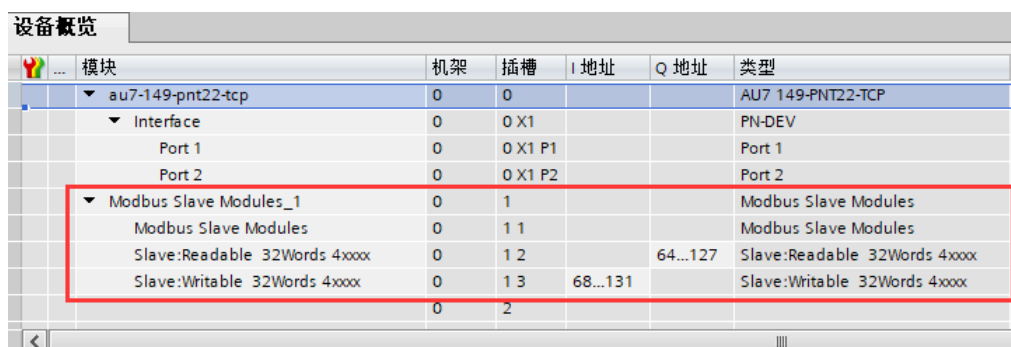 设备概览
... 模块 机架 插槽 I 地址 Q 地址 类型
au7-149-pnt22-tcp 0 0 AU7 149-PNT22-TCP
Interface 0 0 X1 PN-DEV
Port 1 0 0 X1 P1 Port 1
Port 2 0 0 X1 P2 Port 2
Modbus Slave Modules_1 0 1 Modbus Slave Modules
Modbus Slave Modules 0 1 1 Modbus Slave Modules
Slave:Readable 32Words 4xxxx 0 1 2 64...127 Slave:Readable 32Words 4xxxx
Slave:Writable 32Words 4xxxx 0 1 3 68...131 Slave:Writable 32Words 4xxxx
0 2